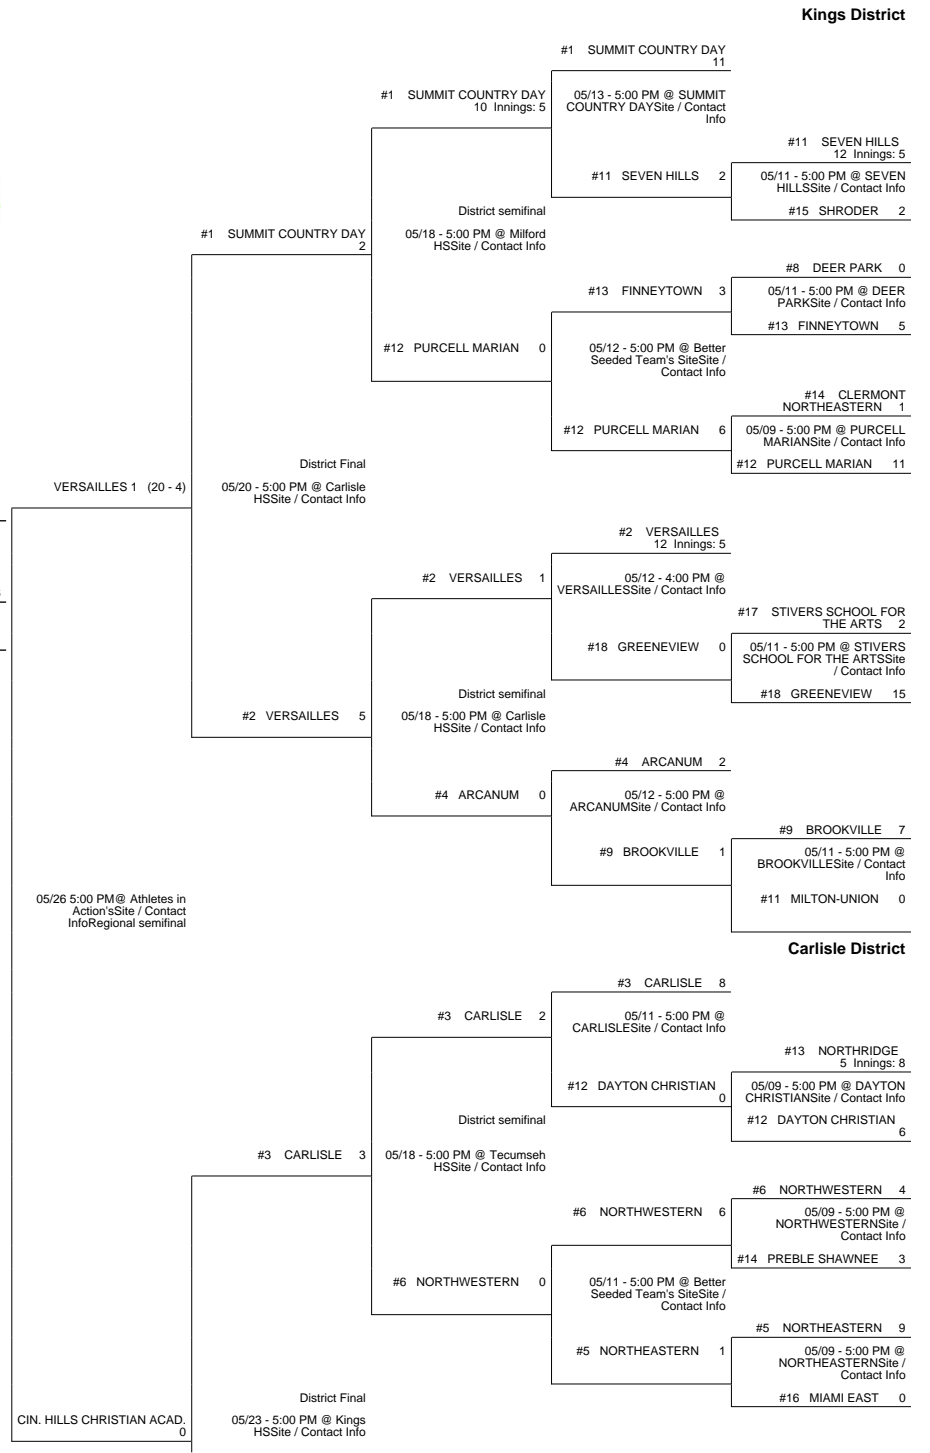 Kings District
#1 SUMMIT COUNTRY DAY
11
#1 SUMMIT COUNTRY DAY
10 Innings: 5
05/13 - 5:00 PM @ SUMMIT
COUNTRY DAYSite / Contact
Info
#11 SEVEN HILLS
12 Innings: 5
#11 SEVEN HILLS 2
05/11 - 5:00 PM @ SEVEN
HILLSSite / Contact Info
#15 SHRODER 2
District semifinal
#1 SUMMIT COUNTRY DAY
2
05/18 - 5:00 PM @ Milford
HSSite / Contact Info
#8 DEER PARK 0
#13 FINNEYTOWN 3
05/11 - 5:00 PM @ DEER
PARKSite / Contact Info
#13 FINNEYTOWN 5
#12 PURCELL MARIAN 0
05/12 - 5:00 PM @ Better
Seeded Team's SiteSite /
Contact Info
#14 CLERMONT
NORTHEASTERN 1
#12 PURCELL MARIAN 6
05/09 - 5:00 PM @ PURCELL
MARIANSite / Contact Info
#12 PURCELL MARIAN 11
District Final
VERSAILLES 1 (20 - 4)
05/20 - 5:00 PM @ Carlisle
HSSite / Contact Info
#2 VERSAILLES
12 Innings: 5
#2 VERSAILLES 1
05/12 - 4:00 PM @
VERSAILLESSite / Contact Info
#17 STIVERS SCHOOL FOR
THE ARTS 2
#18 GREENEVIEW 0
05/11 - 5:00 PM @ STIVERS
SCHOOL FOR THE ARTSSite
/ Contact Info
#18 GREENEVIEW 15
District semifinal
#2 VERSAILLES 5
05/18 - 5:00 PM @ Carlisle
HSSite / Contact Info
#4 ARCANUM 2
#4 ARCANUM 0
05/12 - 5:00 PM @
ARCANUMSite / Contact Info
#9 BROOKVILLE 7
#9 BROOKVILLE 1
05/11 - 5:00 PM @
BROOKVILLESite / Contact
Info
#11 MILTON-UNION 0
05/26 5:00 PM@ Athletes in
Action'sSite / Contact
InfoRegional semifinal
Carlisle District
#3 CARLISLE 8
#3 CARLISLE 2
05/11 - 5:00 PM @
CARLISLESite / Contact Info
#13 NORTHRIDGE
5 Innings: 8
#12 DAYTON CHRISTIAN
0
05/09 - 5:00 PM @ DAYTON
CHRISTIANSite / Contact Info
#12 DAYTON CHRISTIAN
6
District semifinal
#3 CARLISLE 3
05/18 - 5:00 PM @ Tecumseh
HSSite / Contact Info
#6 NORTHWESTERN 4
#6 NORTHWESTERN 6
05/09 - 5:00 PM @
NORTHWESTERNSite /
Contact Info
#14 PREBLE SHAWNEE 3
#6 NORTHWESTERN 0
05/11 - 5:00 PM @ Better
Seeded Team's SiteSite /
Contact Info
#5 NORTHEASTERN 9
#5 NORTHEASTERN 1
05/09 - 5:00 PM @
NORTHEASTERNSite /
Contact Info
#16 MIAMI EAST 0
District Final
CIN. HILLS CHRISTIAN ACAD.
0
05/23 - 5:00 PM @ Kings
HSSite / Contact Info